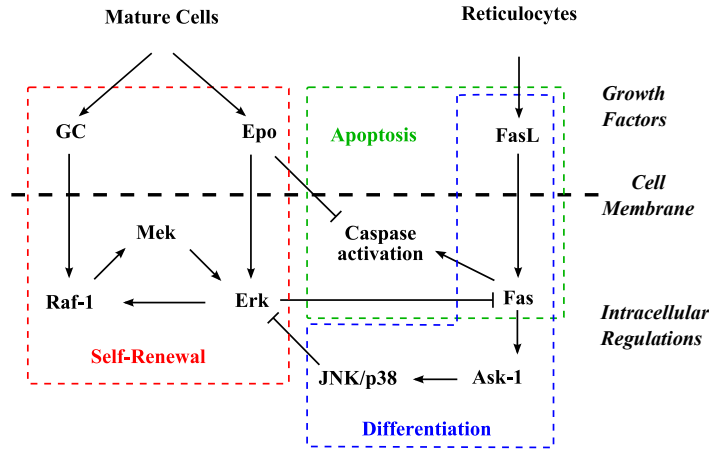 Mature Cells
Reticulocytes
Growth
Factors
GC
Epo
Apoptosis
FasL
Cell
Membrane
Mek
Caspase
activation
Raf-1
Erk
Fas
Intracellular
Regulations
Self-Renewal
JNK/p38
Ask-1
Differentiation